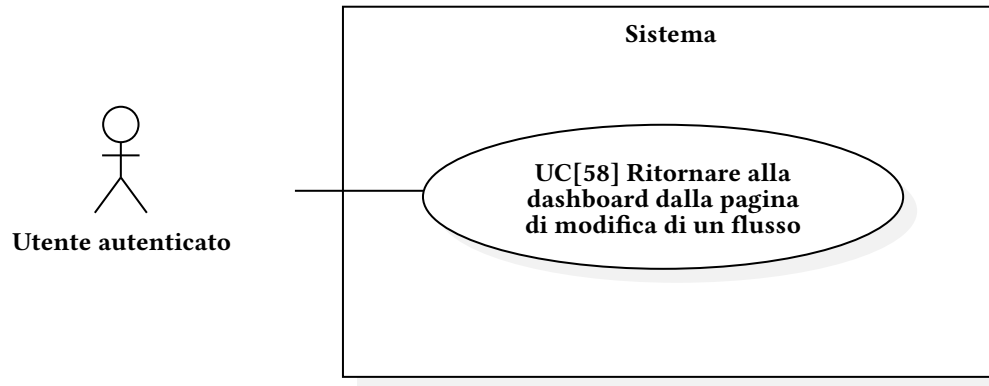 Sistema
UC[58] Ritornare alla
dashboard dalla pagina
di modifica di un flusso
Utente autenticato